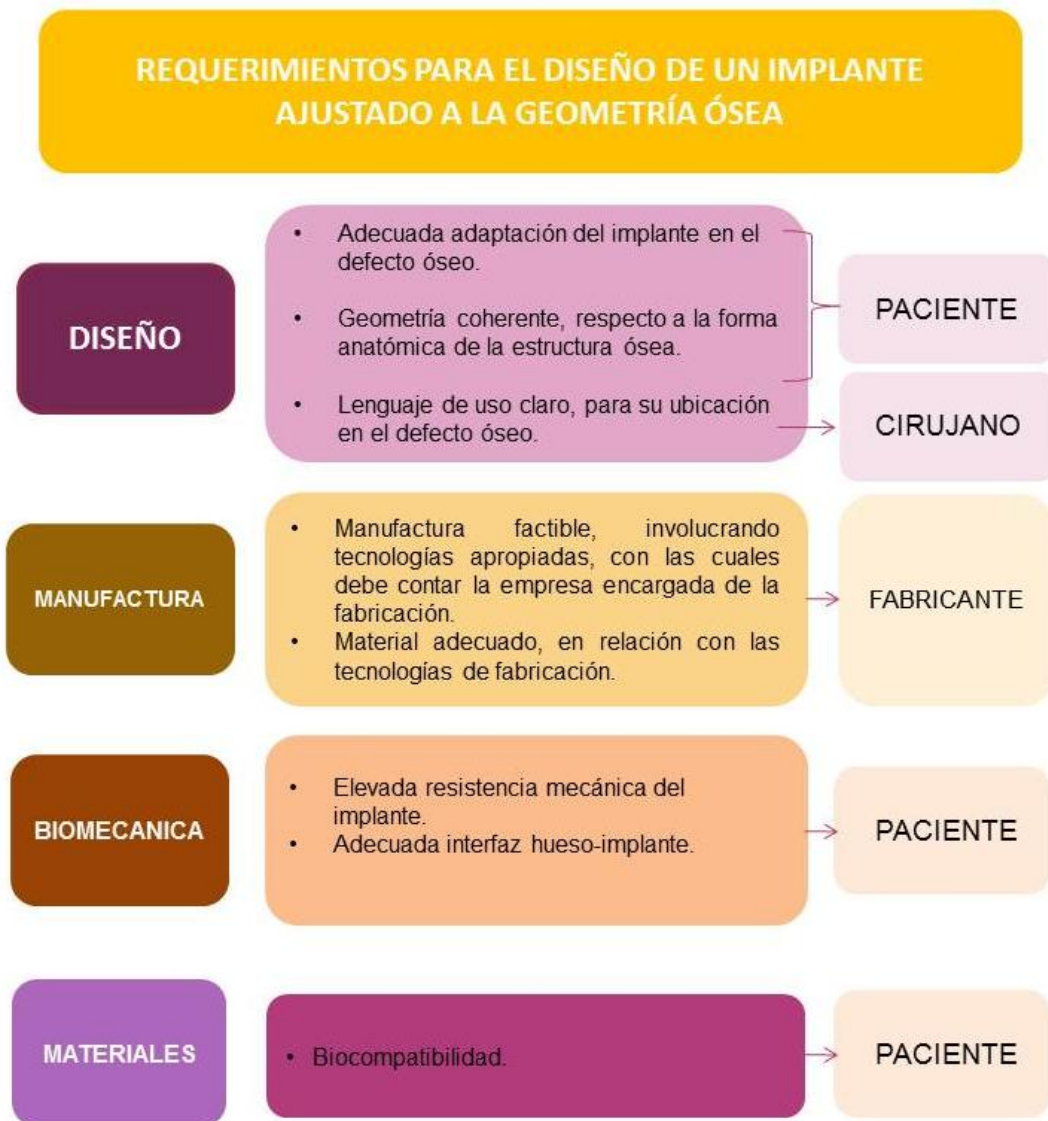 REQUERIMIENTOS PARA EL DISEÑO DE UN IMPLANTE
AJUSTADO A LA GEOMETRÍA ÓSEA
DISEÑO
• Adecuada adaptación del implante en el
defecto óseo.
• Geometría coherente, respecto a la forma
anatómica de la estructura ósea.
• Lenguaje de uso claro, para su ubicación
en el defecto óseo.
PACIENTE
CIRUJANO
MANUFACTURA
• Manufactura factible, involucrando
tecnologías apropiadas, con las cuales
debe contar la empresa encargada de la
fabricación.
• Material adecuado, en relación con las
tecnologías de fabricación.
FABRICANTE
BIOMECANICA
• Elevada resistencia mecánica del
implante.
• Adecuada interfaz hueso-implante.
PACIENTE
MATERIALES
• Biocompatibilidad.
PACIENTE